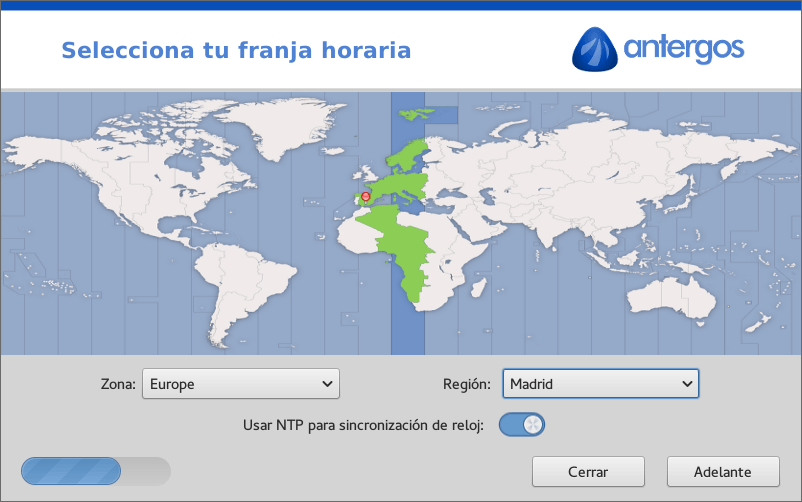 Selecciona tu franja horaria
antergos
Zona:
Europe
Región:
Madrid
Usar NTP para sincronización de reloj:
Cerrar
Adelante